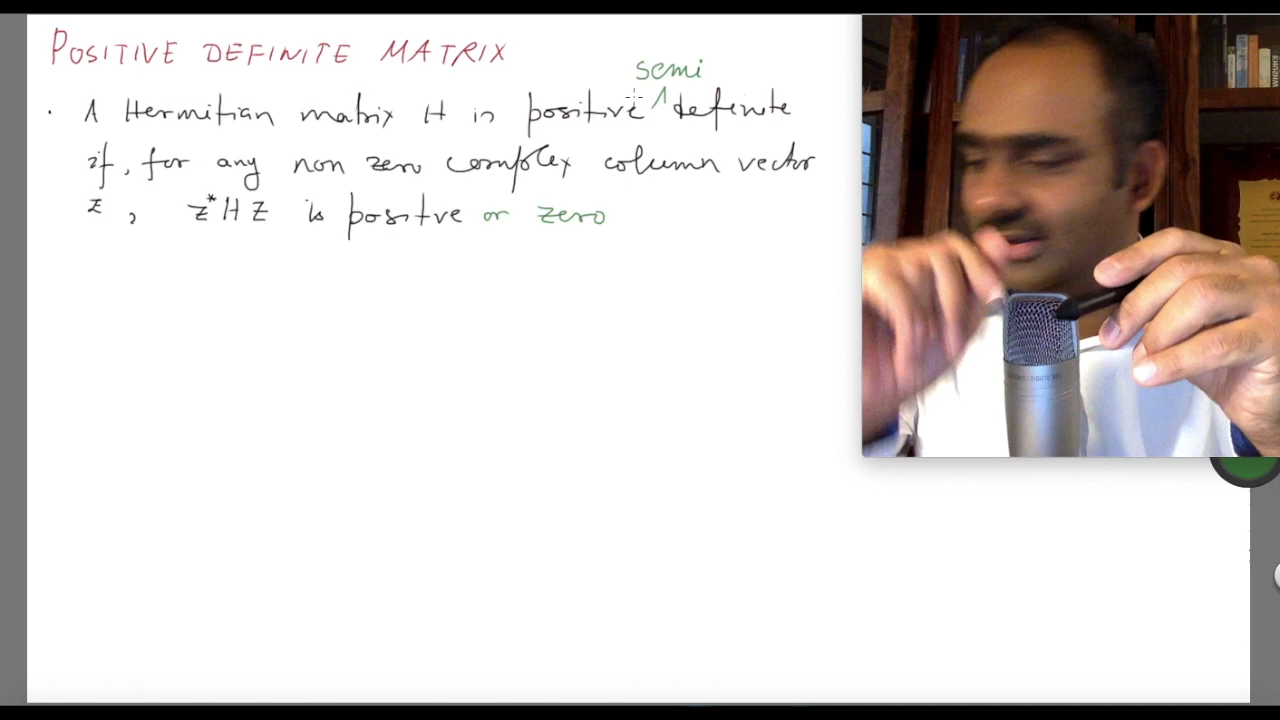 POSITIVE DEFINITE MATRIX
semi
· A Hermitian matrix H is positive ^ definite
if, for any non zero complex column vector
z, z*Hz is positve or zero